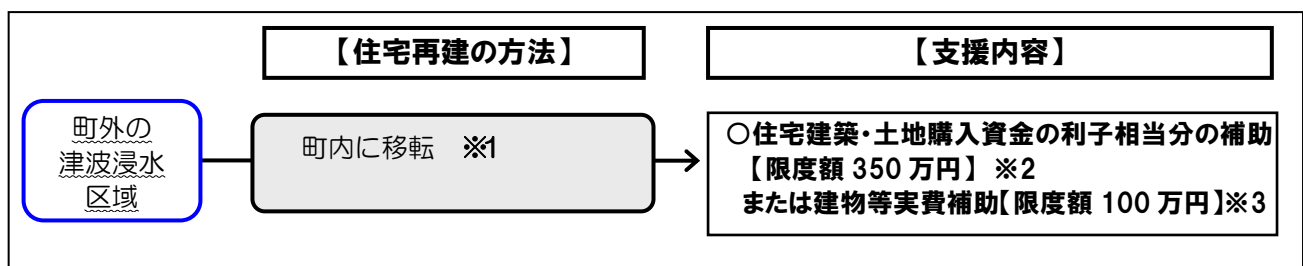 【住宅再建の方法】
【支援内容】
町外の
津波浸水
区域
町内に移転　※1
○住宅建築・土地購入資金の利子相当分の補助
【限度額 350 万円】 ※2
または建物等実費補助【限度額 100 万円】※3